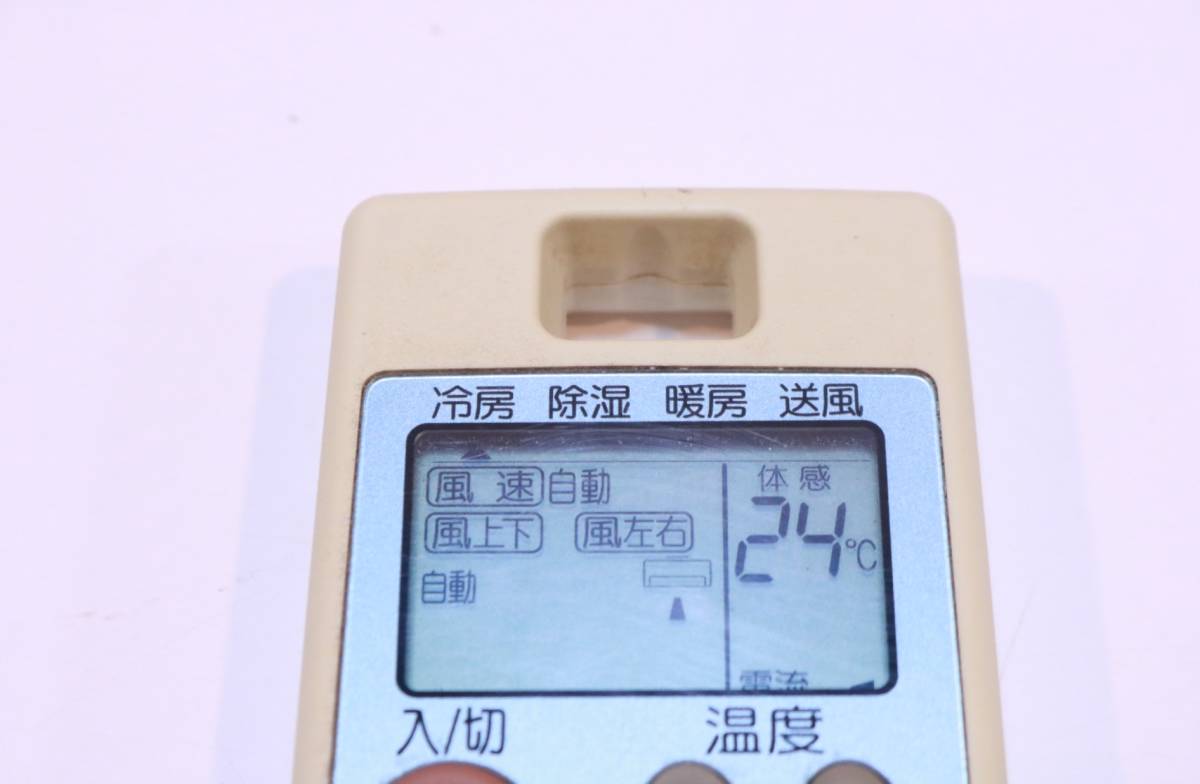 冷房 除湿 暖房 送風
風 速 自動
体感
風上下 風左右
24℃
自動
電流
入/切 温度